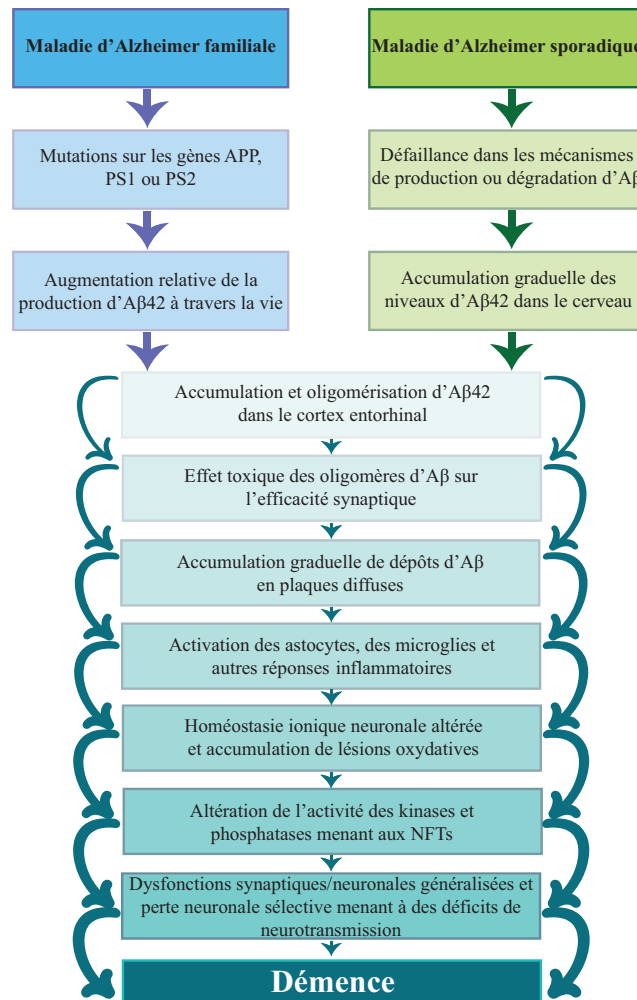 Maladie d'Alzheimer familiale
Maladie d'Alzheimer sporadique
Mutations sur les gènes APP,
PS1 ou PS2
Défaillance dans les mécanismes
de production ou dégradation d'Aβ
Augmentation relative de la
production d'Aβ42 à travers la vie
Accumulation graduelle des
niveaux d'Aβ42 dans le cerveau
Accumulation et oligomérisation d'Aβ42
dans le cortex entorhinal
Effet toxique des oligomères d'Aβ sur
l'efficacité synaptique
Accumulation graduelle de dépôts d'Aβ
en plaques diffuses
Activation des astocytes, des microglies et
autres réponses inflammatoires
Homéostasie ionique neuronale altérée
et accumulation de lésions oxydatives
Altération de l'activité des kinases et
phosphatases menant aux NFTs
Dysfonctions synaptiques/neuronales généralisées et
perte neuronale sélective menant à des déficits de
neurotransmission
Démence